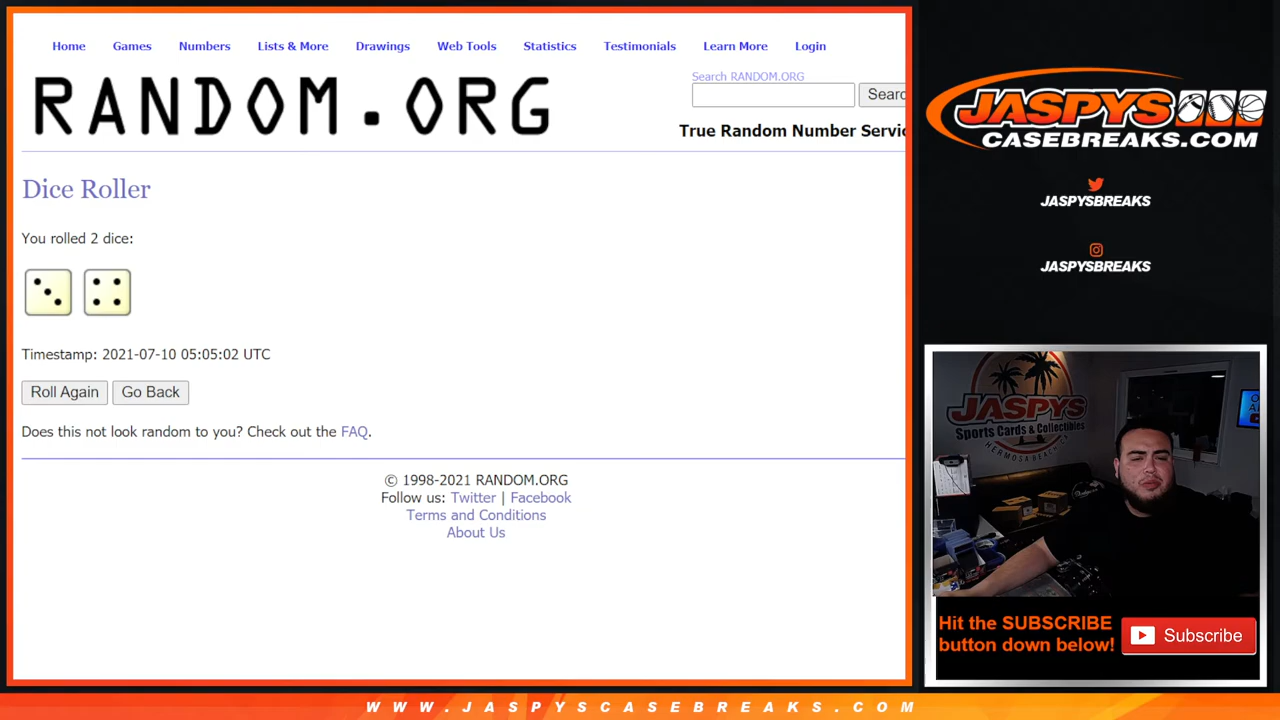 Home Games Numbers Lists & More Drawings Web Tools Statistics Testimonials Learn More Login
RANDOM.ORG
Search RANDOM.ORG
Searc
True Random Number Servic
Dice Roller
You rolled 2 dice:
Timestamp: 2021-07-10 05:05:02 UTC
Roll Again Go Back
Does this not look random to you? Check out the FAQ.
© 1998-2021 RANDOM.ORG
Follow us: Twitter | Facebook
Terms and Conditions
About Us
JASPYS
CASEBREAKS.COM
JASPYSBREAKS
JASPYSBREAKS
JASPYS
Sports Cards & Collectibles
HERMOSA BEACH, CA
Hit the SUBSCRIBE
button down below!
Subscribe
WWW.JASPYSCASEBREAKS.COM